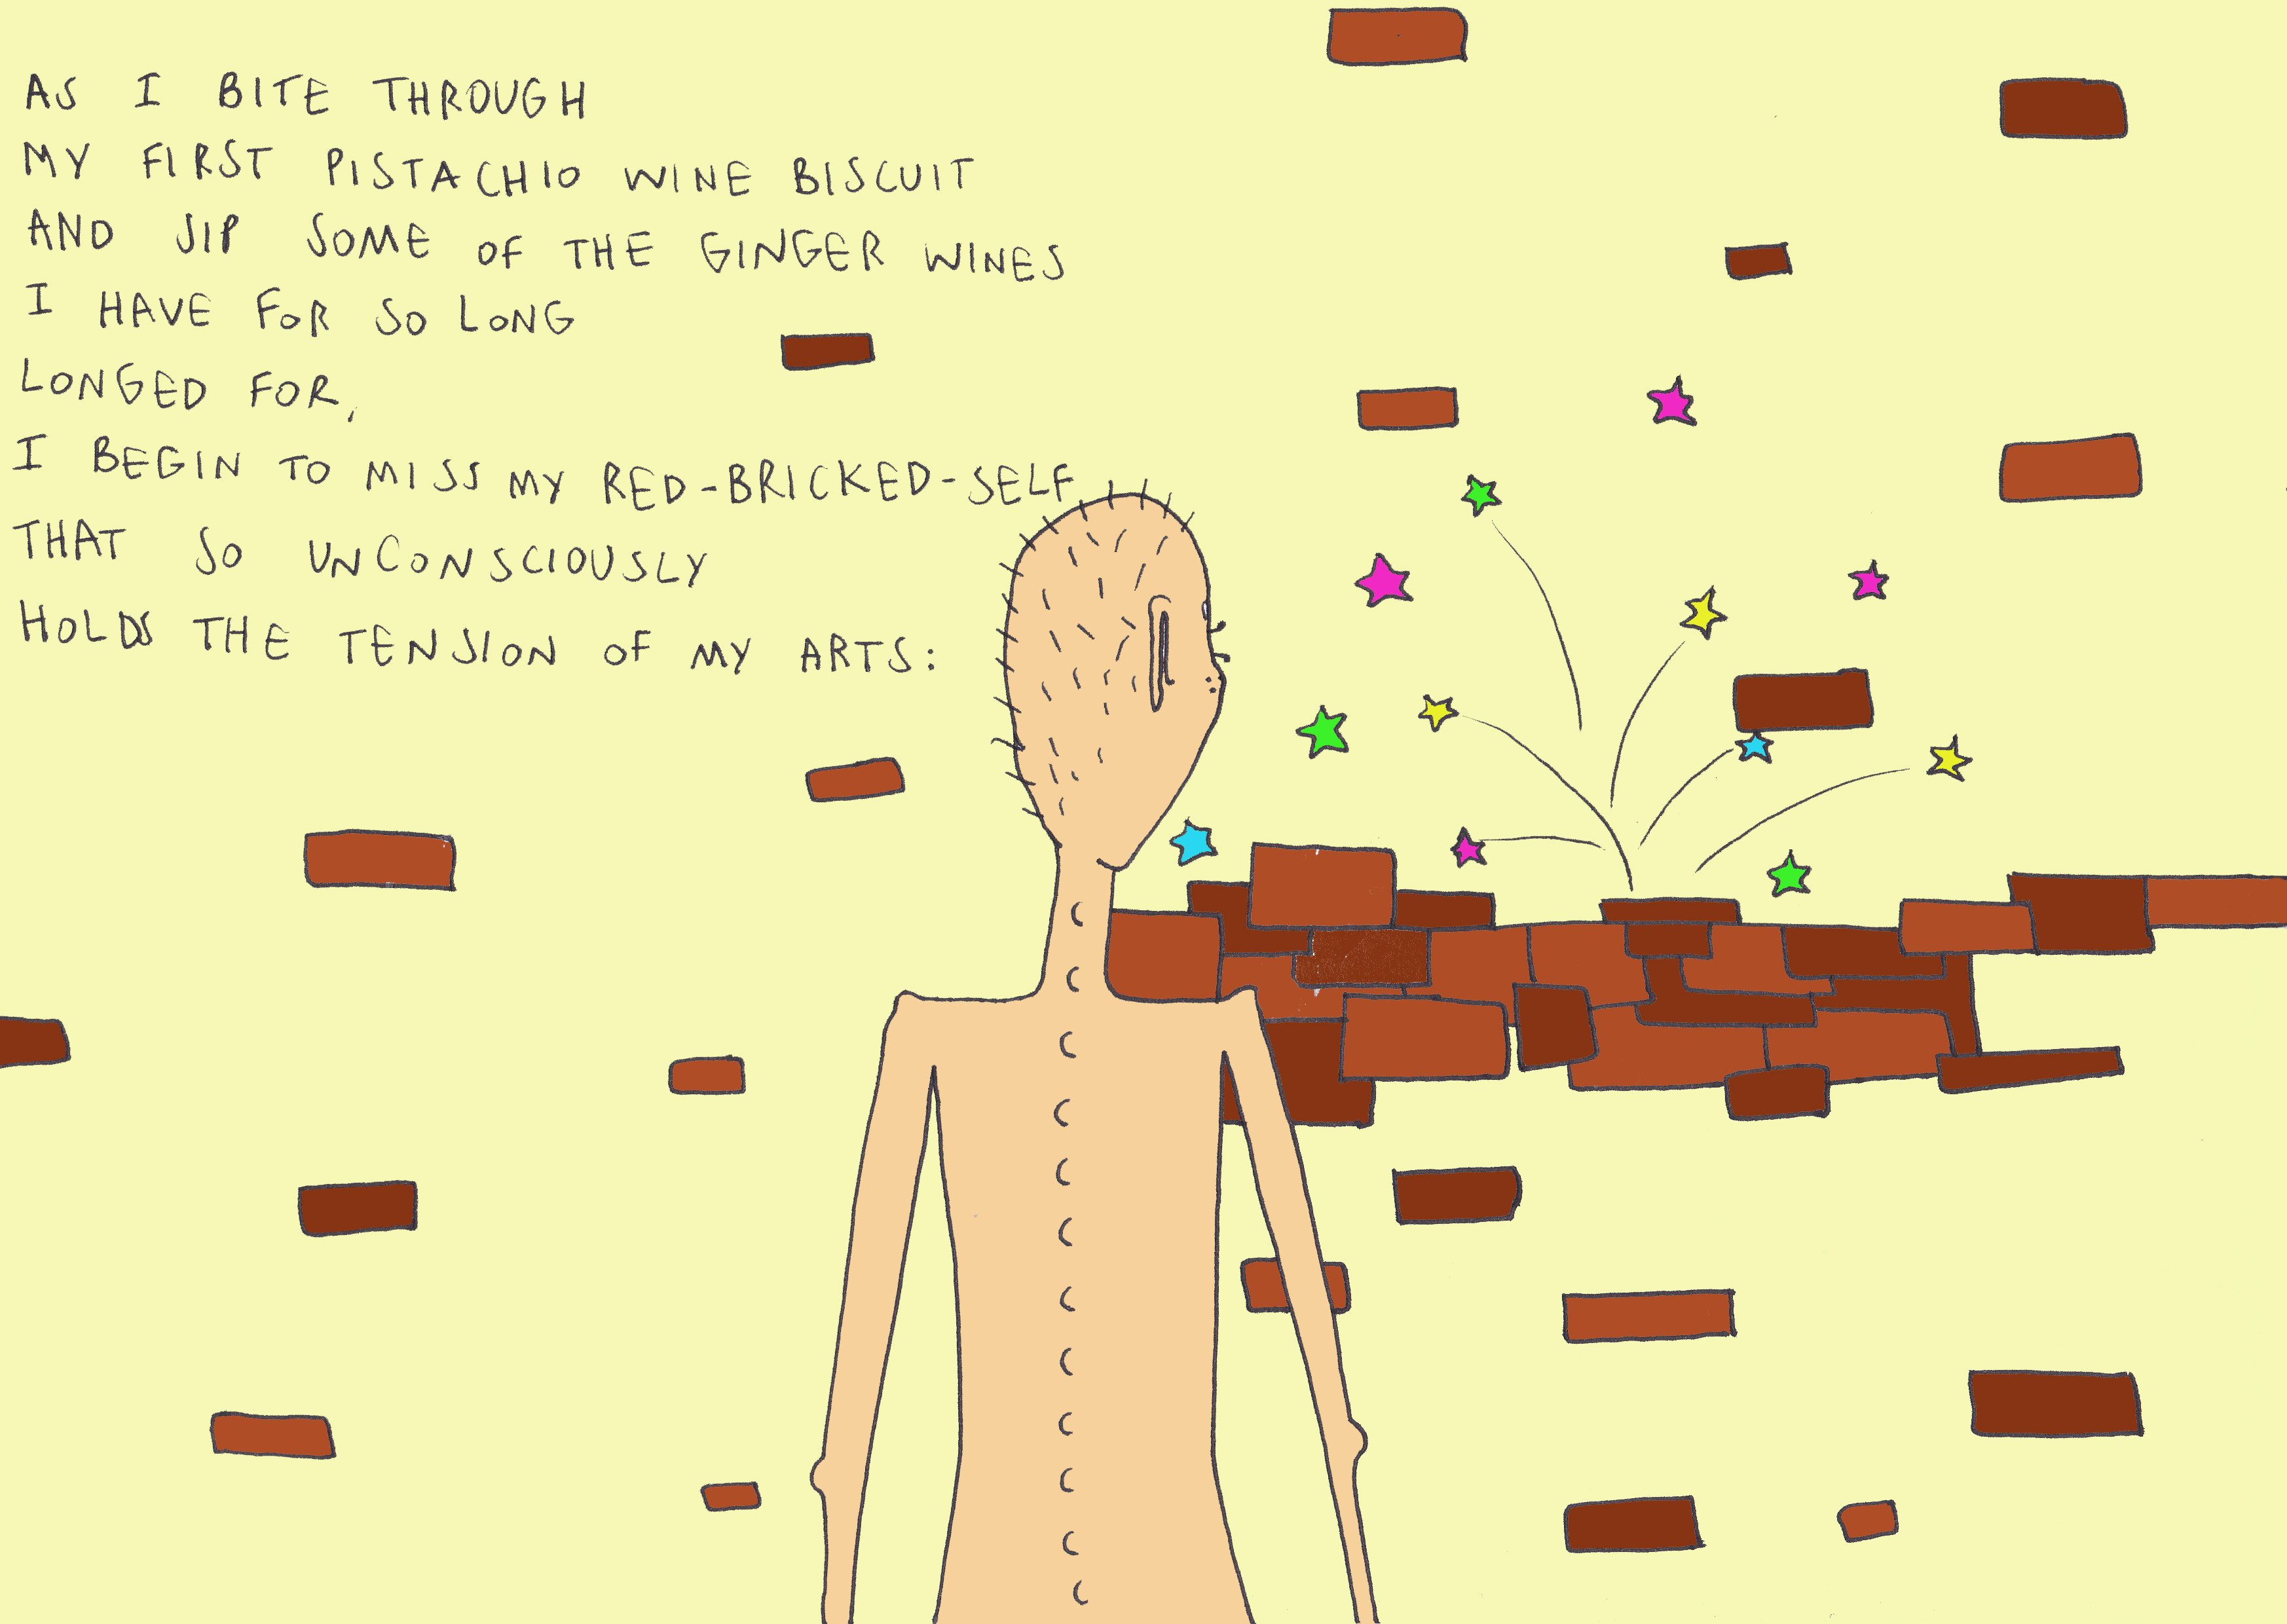 AS I BITE THROUGH
MY FIRST PISTACHIO WINE BISCUIT
AND SIP SOME OF THE GINGER WINES
I HAVE FOR SO LONG
LONGED FOR,
I BEGIN TO MISS MY RED-BRICKED-SELF
THAT SO UNCONSCIOUSLY
HOLDS THE TENSION OF MY ARTS: